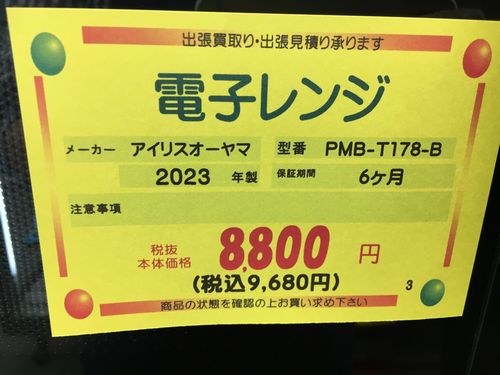 出張買取り・出張見積り承ります
電子レンジ
メーカー アイリスオーヤマ 型番 PMB-T178-B
2023 年製 保証期間 6ケ月
注意事項
税抜
本体価格 8,800 円
(税込9,680円)
3
商品の状態を確認の上お買い求め下さい